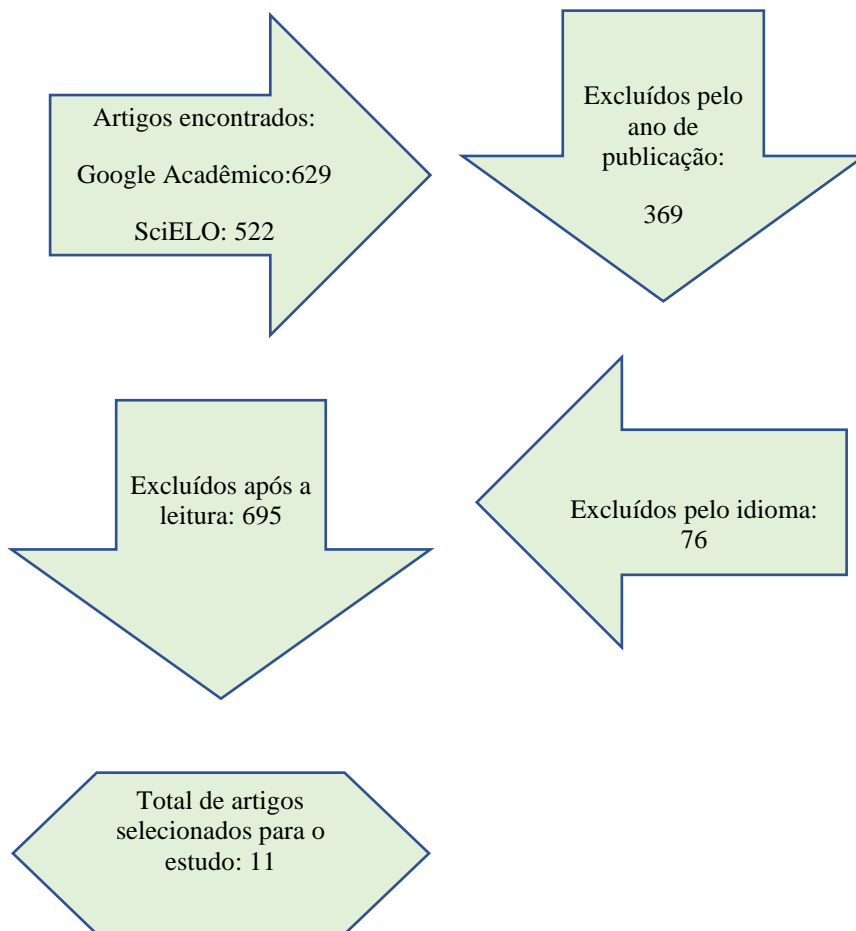 Artigos encontrados:
Google Acadêmico:629
SciELO: 522
Excluídos pelo
ano de
publicação:
369
Excluídos pelo idioma:
76
Excluídos após a
leitura: 695
Total de artigos
selecionados para o
estudo: 11